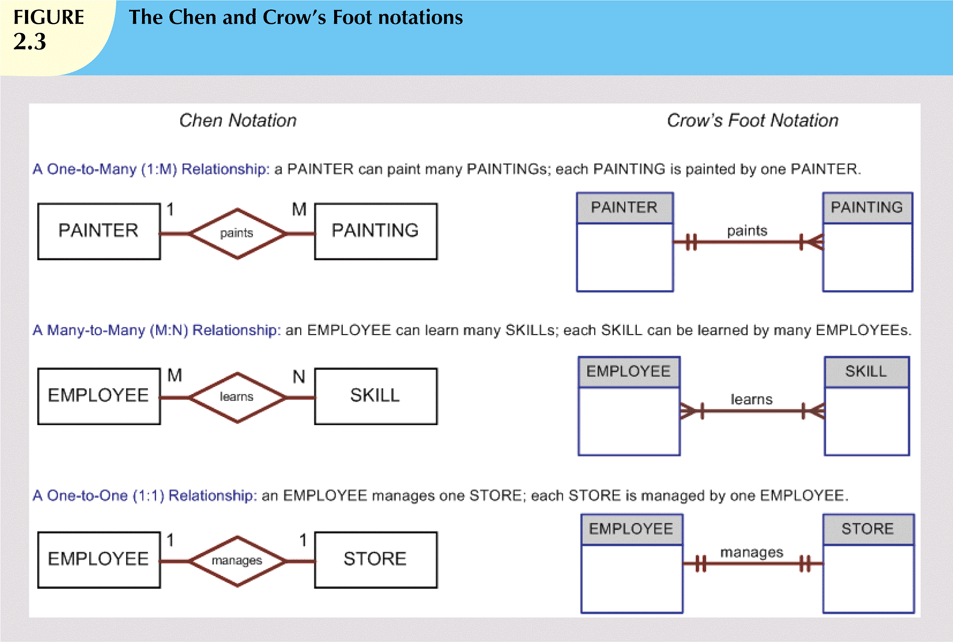 FIGURE
2.3
The Chen and Crow's Foot notations
Chen Notation
Crow's Foot Notation
A One-to-Many (1:M) Relationship: a PAINTER can paint many PAINTINGs; each PAINTING is painted by one PAINTER.
PAINTER 1 paints M PAINTING
PAINTER paints PAINTING
A Many-to-Many (M:N) Relationship: an EMPLOYEE can learn many SKILLs; each SKILL can be learned by many EMPLOYEEs.
EMPLOYEE M learns N SKILL
EMPLOYEE learns SKILL
A One-to-One (1:1) Relationship: an EMPLOYEE manages one STORE; each STORE is managed by one EMPLOYEE.
EMPLOYEE 1 manages 1 STORE
EMPLOYEE manages STORE